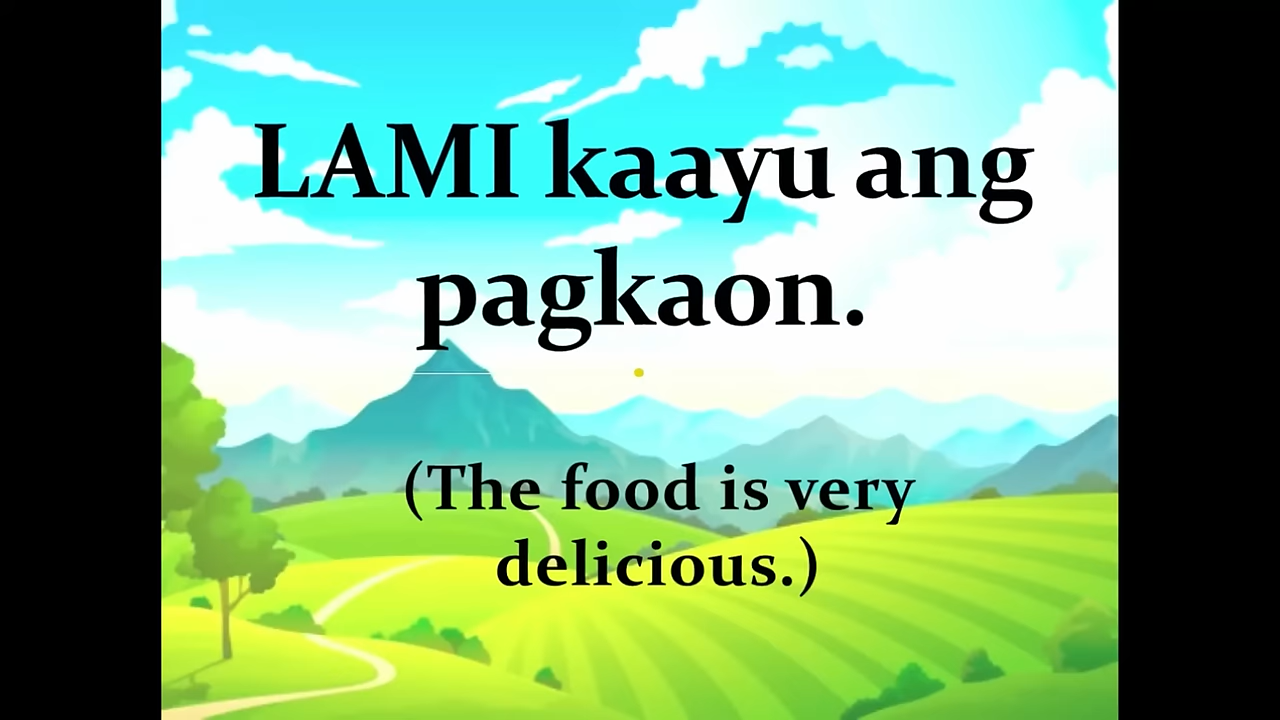 LAMI kaayu ang
pagkaon.
(The food is very
delicious.)